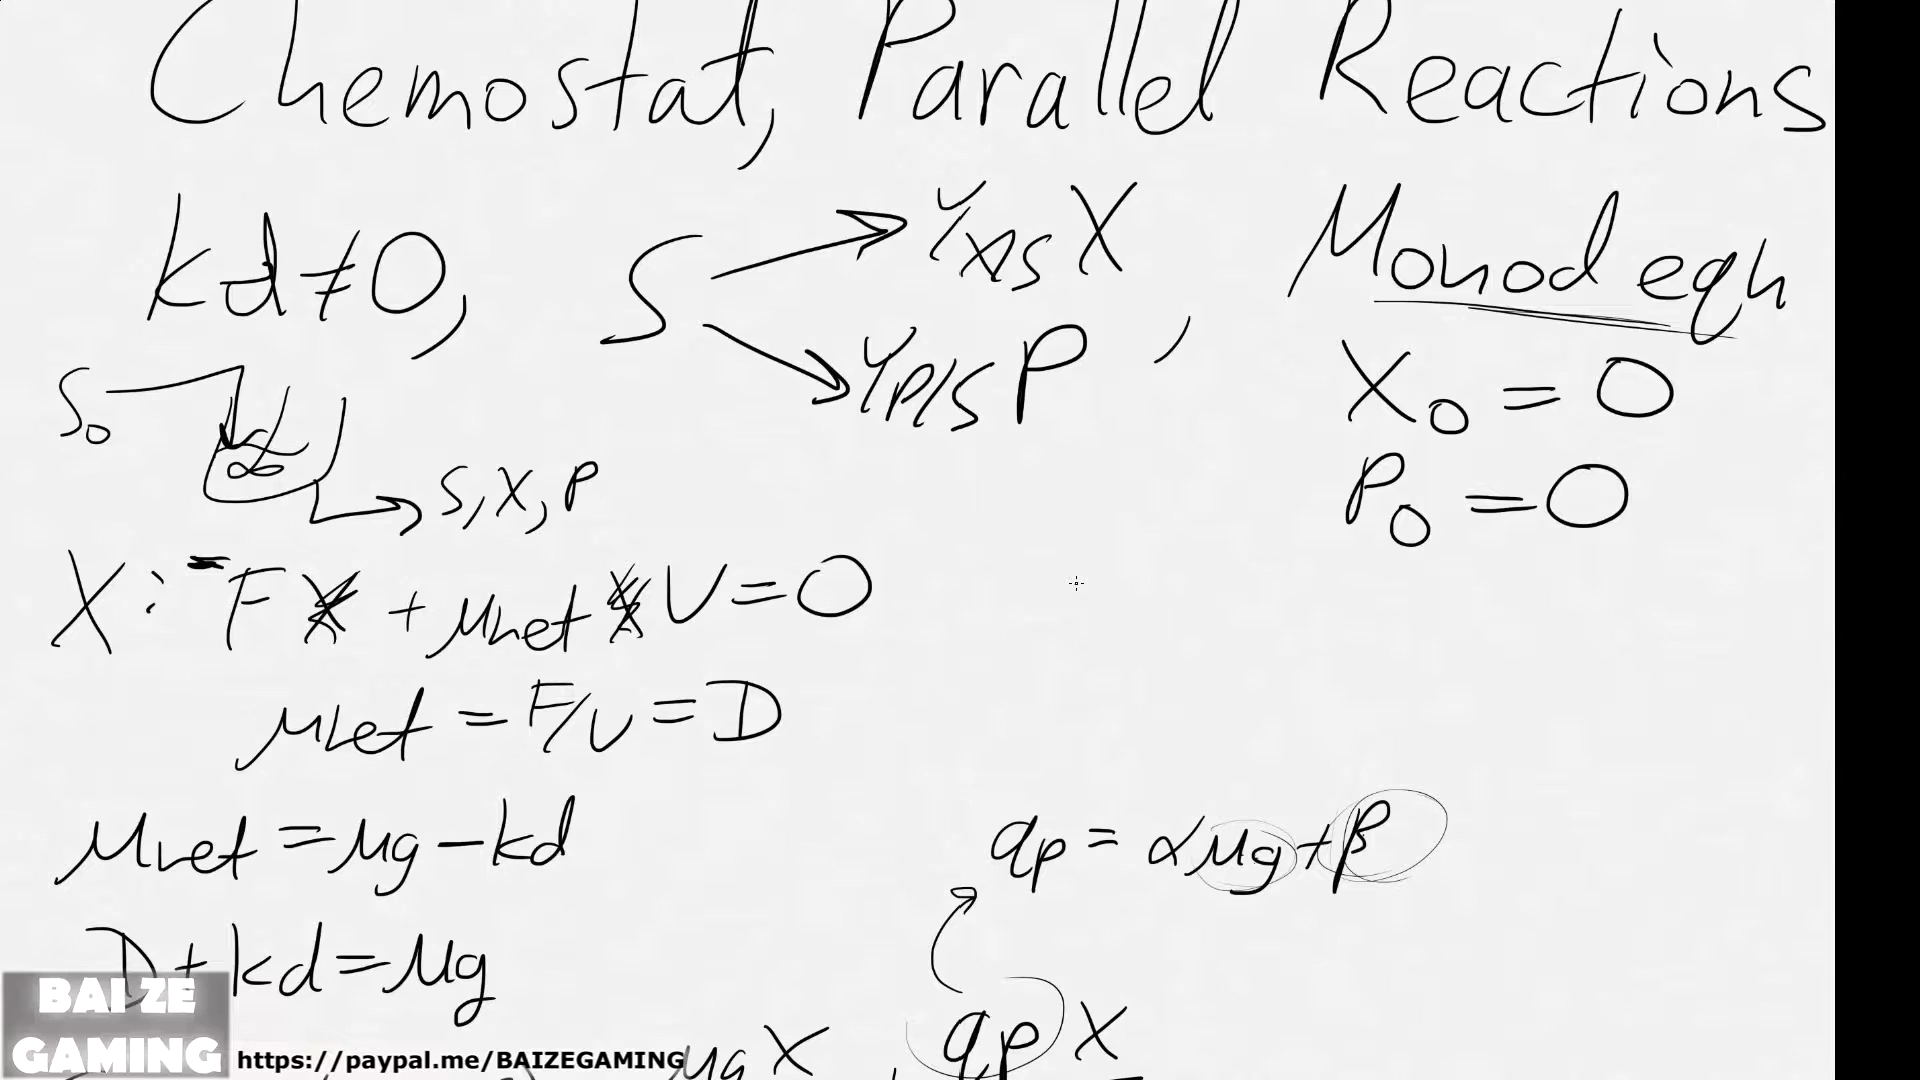 Chemostat, Parallel Reactions
kd≠0, S → Yx/s X , Monod eqn
→ Yp/s P
X₀ = 0
P₀ = 0
S₀
→ S, X, P
X: -FX + μnet X V = 0
μnet = F/V = D
μnet = μg - kd
qp = αμg + β
D + kd = μg
μg X
qp X
BAIZE
GAMING
https://paypal.me/BAIZEGAMING